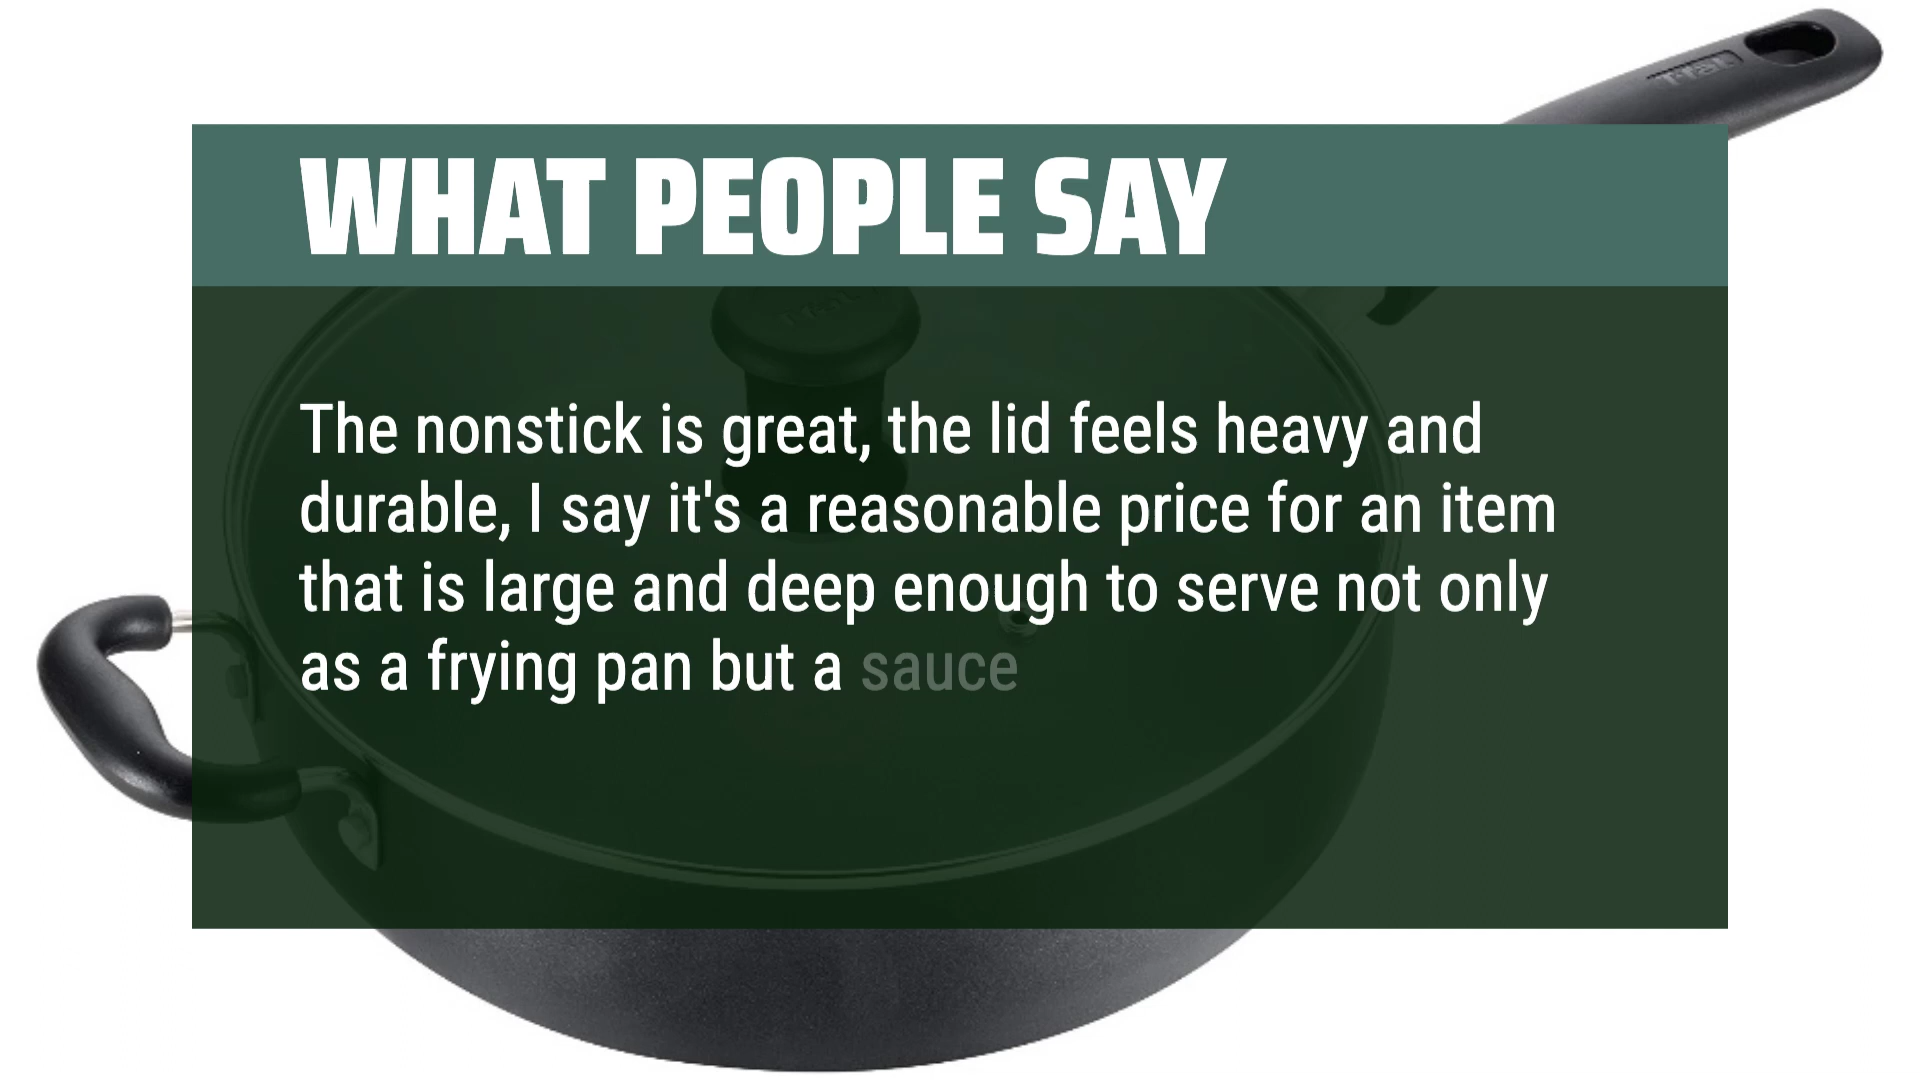 T-fal
WHAT PEOPLE SAY
The nonstick is great, the lid feels heavy and
durable, I say it's a reasonable price for an item
that is large and deep enough to serve not only
as a frying pan but a sauce